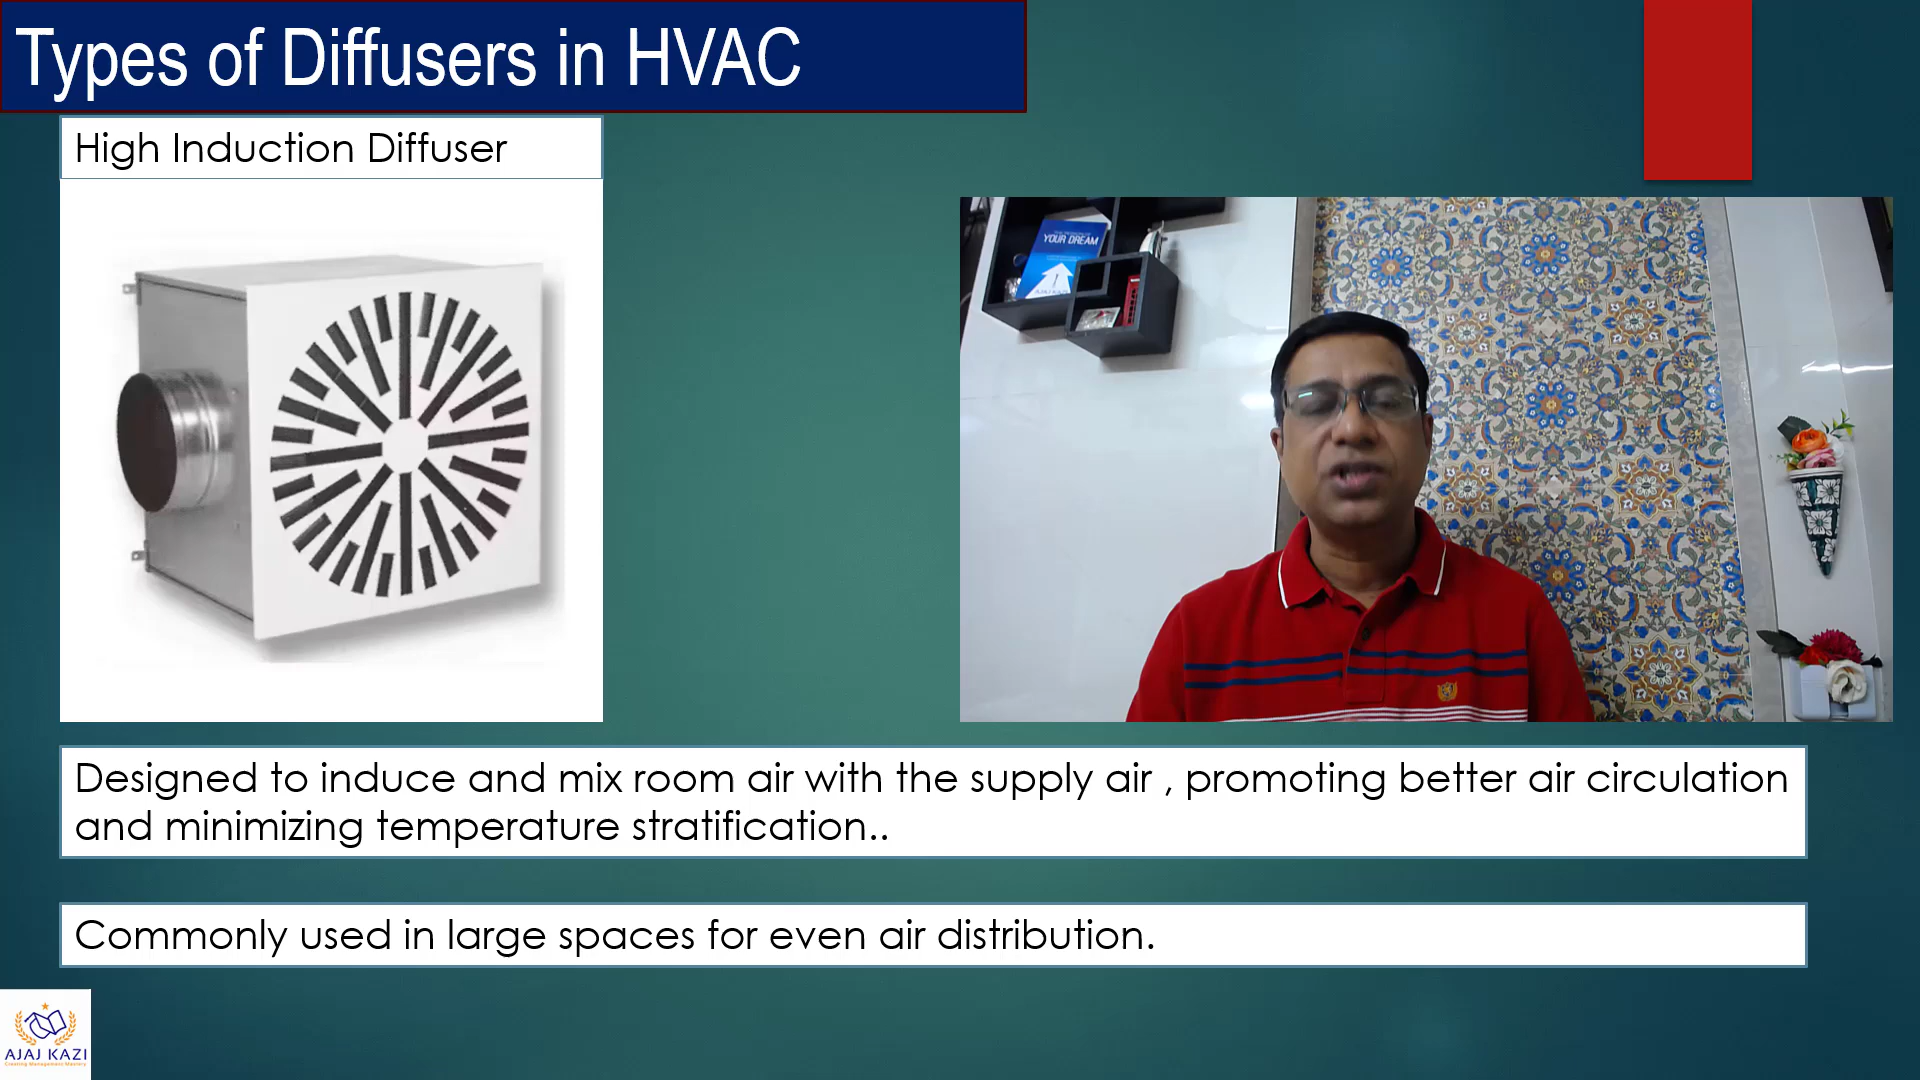 Types of Diffusers in HVAC
High Induction Diffuser
YOUR DREAM
Designed to induce and mix room air with the supply air , promoting better air circulation
and minimizing temperature stratification..
Commonly used in large spaces for even air distribution.
AJAJ KAZI